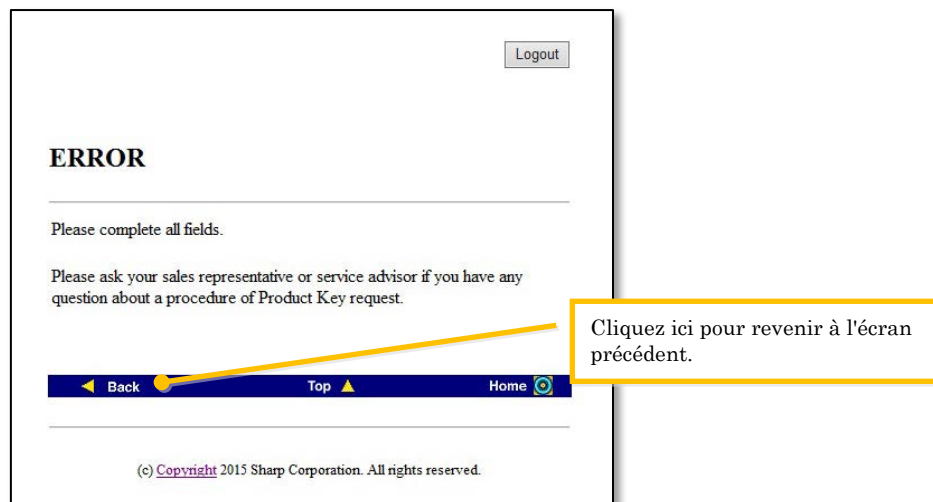 Logout
ERROR
Please complete all fields.
Please ask your sales representative or service advisor if you have any
question about a procedure of Product Key request.
Cliquez ici pour revenir à l'écran
précédent.
Back Top Home
(c) Copyright 2015 Sharp Corporation. All rights reserved.